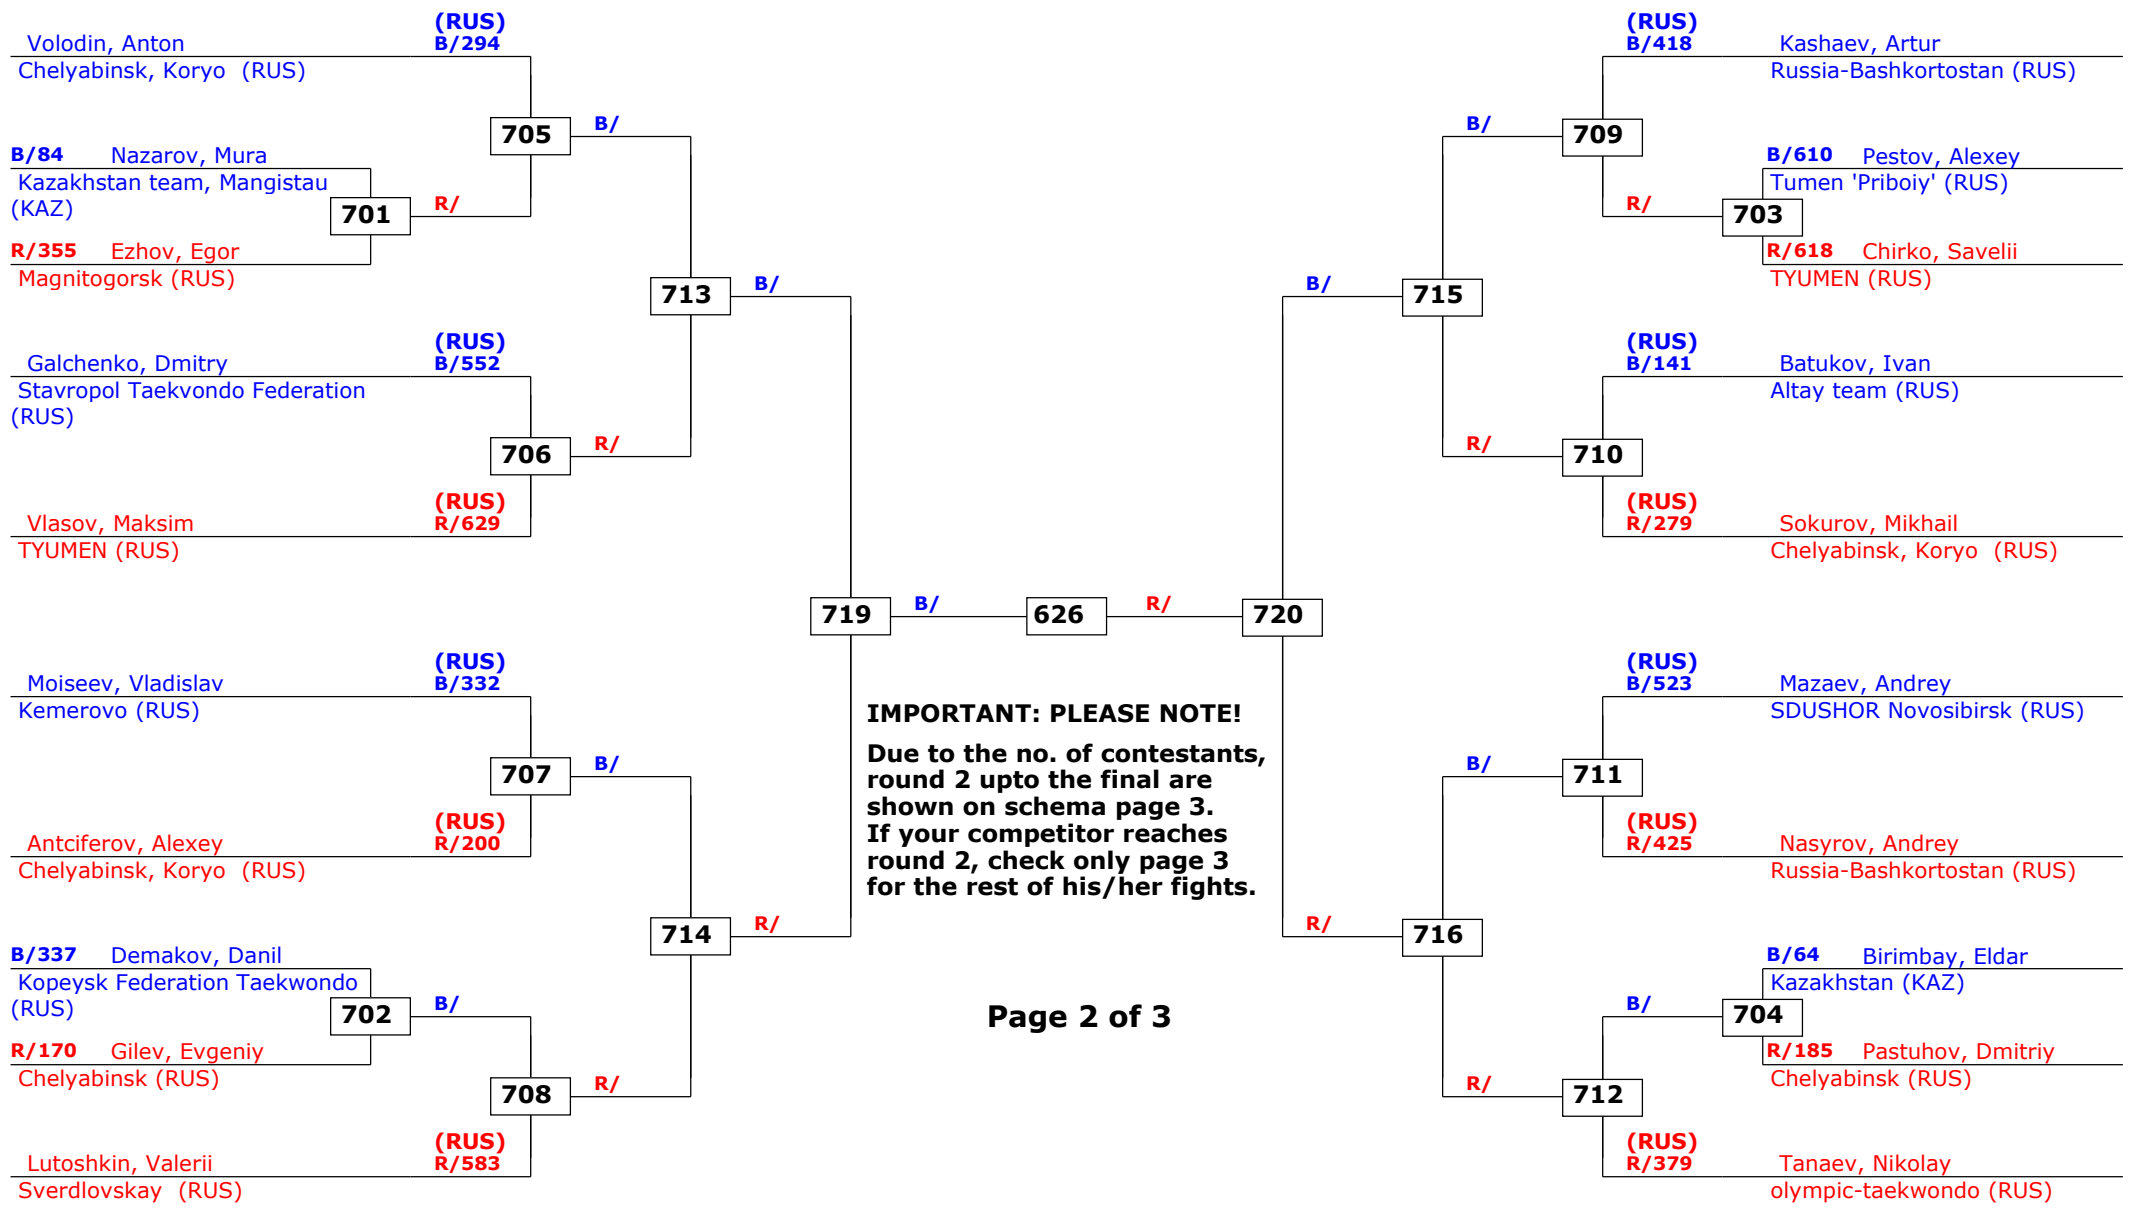 (RUS)
Volodin, Anton B/294
Chelyabinsk, Koryo (RUS)
705 B/
B/84 Nazarov, Mura
Kazakhstan team, Mangistau
(KAZ)
701 R/
R/355 Ezhov, Egor
Magnitogorsk (RUS)
713 B/
(RUS)
Galchenko, Dmitry B/552
Stavropol Taekvondo Federation
(RUS)
706 R/
(RUS)
Vlasov, Maksim R/629
TYUMEN (RUS)
719 B/ 626 R/ 720
(RUS)
Moiseev, Vladislav B/332
Kemerovo (RUS)
707 B/
(RUS)
Antciferov, Alexey R/200
Chelyabinsk, Koryo (RUS)
714 R/
B/337 Demakov, Danil
Kopeysk Federation Taekwondo
(RUS)
702 B/
R/170 Gilev, Evgeniy
Chelyabinsk (RUS)
708 R/
(RUS)
Lutoshkin, Valerii R/583
Sverdlovskay (RUS)
IMPORTANT: PLEASE NOTE!
Due to the no. of contestants,
round 2 upto the final are
shown on schema page 3.
If your competitor reaches
round 2, check only page 3
for the rest of his/her fights.
Page 2 of 3
(RUS)
B/418 Kashaev, Artur
Russia-Bashkortostan (RUS)
B/ 709
B/610 Pestov, Alexey
Tumen 'Priboiy' (RUS)
R/ 703
R/618 Chirko, Savelii
TYUMEN (RUS)
B/ 715
(RUS)
B/141 Batukov, Ivan
Altay team (RUS)
R/ 710
(RUS)
R/279 Sokurov, Mikhail
Chelyabinsk, Koryo (RUS)
(RUS)
B/523 Mazaev, Andrey
SDUSHOR Novosibirsk (RUS)
B/ 711
(RUS)
R/425 Nasyrov, Andrey
Russia-Bashkortostan (RUS)
R/ 716
B/64 Birimbay, Eldar
Kazakhstan (KAZ)
B/ 704
R/185 Pastuhov, Dmitriy
Chelyabinsk (RUS)
R/ 712
(RUS)
R/379 Tanaev, Nikolay
olympic-taekwondo (RUS)